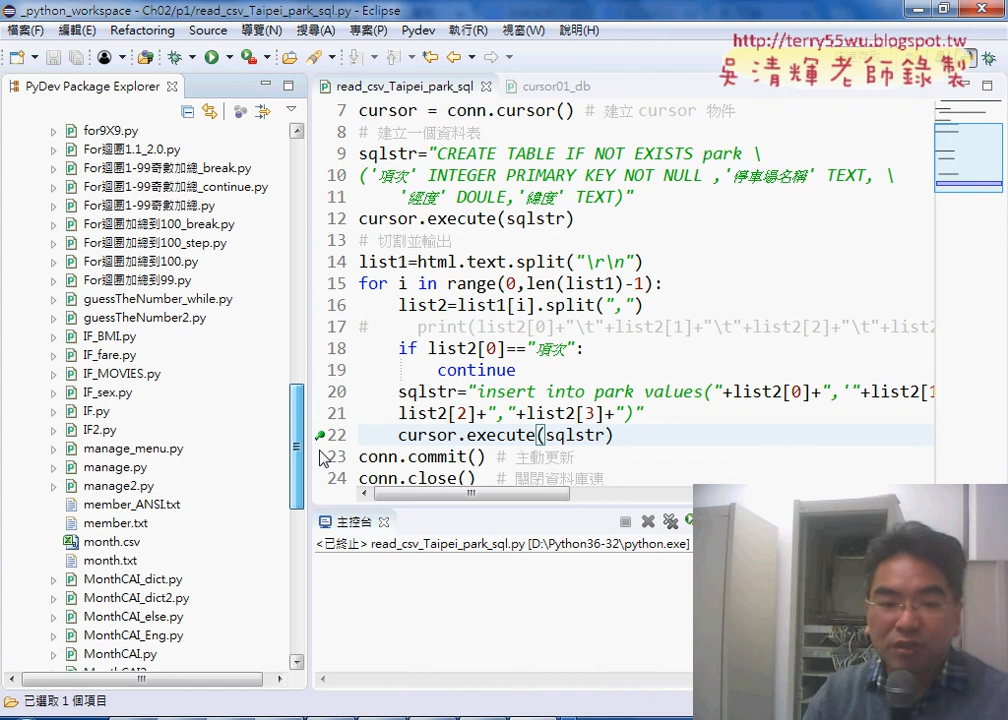 _python_workspace - Ch02/p1/read_csv_Taipei_park_sql.py - Eclipse
檔案(F) 編輯(E) Refactoring Source 導覽(N) 搜尋(A) 專案(P) Pydev 執行(R) 視窗(W) 說明(H)
http://terry55wu.blogspot.tw
吳清輝老師錄製
PyDev Package Explorer
read_csv_Taipei_park_sql
cursor01_db
for9X9.py
For迴圈1.1_2.0.py
For迴圈1-99奇數加總_break.py
For迴圈1-99奇數加總_continue.py
For迴圈1-99奇數加總.py
For迴圈加總到100_break.py
For迴圈加總到100_step.py
For迴圈加總到100.py
For迴圈加總到99.py
guessTheNumber_while.py
guessTheNumber2.py
IF_BMI.py
IF_fare.py
IF_MOVIES.py
IF_sex.py
IF.py
IF2.py
manage_menu.py
manage.py
manage2.py
member_ANSI.txt
member.txt
month.csv
month.txt
MonthCAI_dict.py
MonthCAI_dict2.py
MonthCAI_else.py
MonthCAI_Eng.py
MonthCAI.py
7 cursor = conn.cursor() # 建立 cursor 物件
8 # 建立一個資料表
9 sqlstr="CREATE TABLE IF NOT EXISTS park \
10 ('項次' INTEGER PRIMARY KEY NOT NULL ,'停車場名稱' TEXT, \
11 '經度' DOULE,'緯度' TEXT)"
12 cursor.execute(sqlstr)
13 # 切割並輸出
14 list1=html.text.split("\r\n")
15 for i in range(0,len(list1)-1):
16 list2=list1[i].split(",")
17 # print(list2[0]+"\t"+list2[1]+"\t"+list2[2]+"\t"+list2
18 if list2[0]=="項次":
19 continue
20 sqlstr="insert into park values("+list2[0]+",'"+list2[1
21 list2[2]+","+list2[3]+")"
22 cursor.execute(sqlstr)
23 conn.commit() # 主動更新
24 conn.close() # 關閉資料庫連
主控台
<已終止> read_csv_Taipei_park_sql.py [D:\Python36-32\python.exe]
已選取 1 個項目